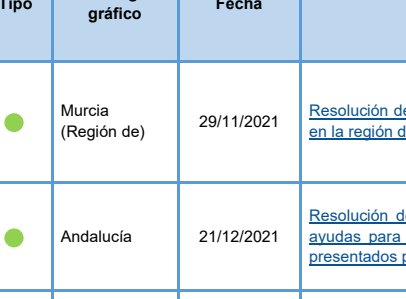 Tipo
gráfico
Fecha
Murcia
(Región de)
29/11/2021
Resolución de
en la región d
Andalucía
21/12/2021
Resolución de
ayudas para
presentados p